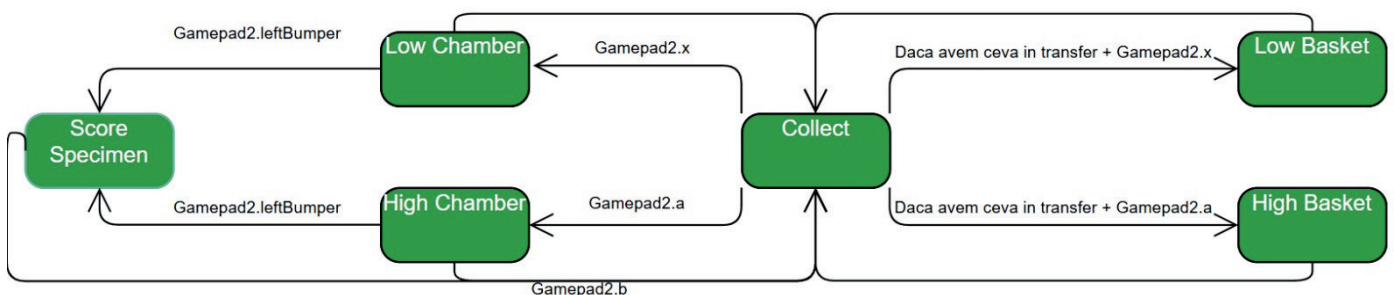 Gamepad2.leftBumper
Low Chamber
Gamepad2.x
Daca avem ceva in transfer + Gamepad2.x
Low Basket
Score
Specimen
Collect
Gamepad2.leftBumper
High Chamber
Gamepad2.a
Daca avem ceva in transfer + Gamepad2.a
High Basket
Gamepad2.b